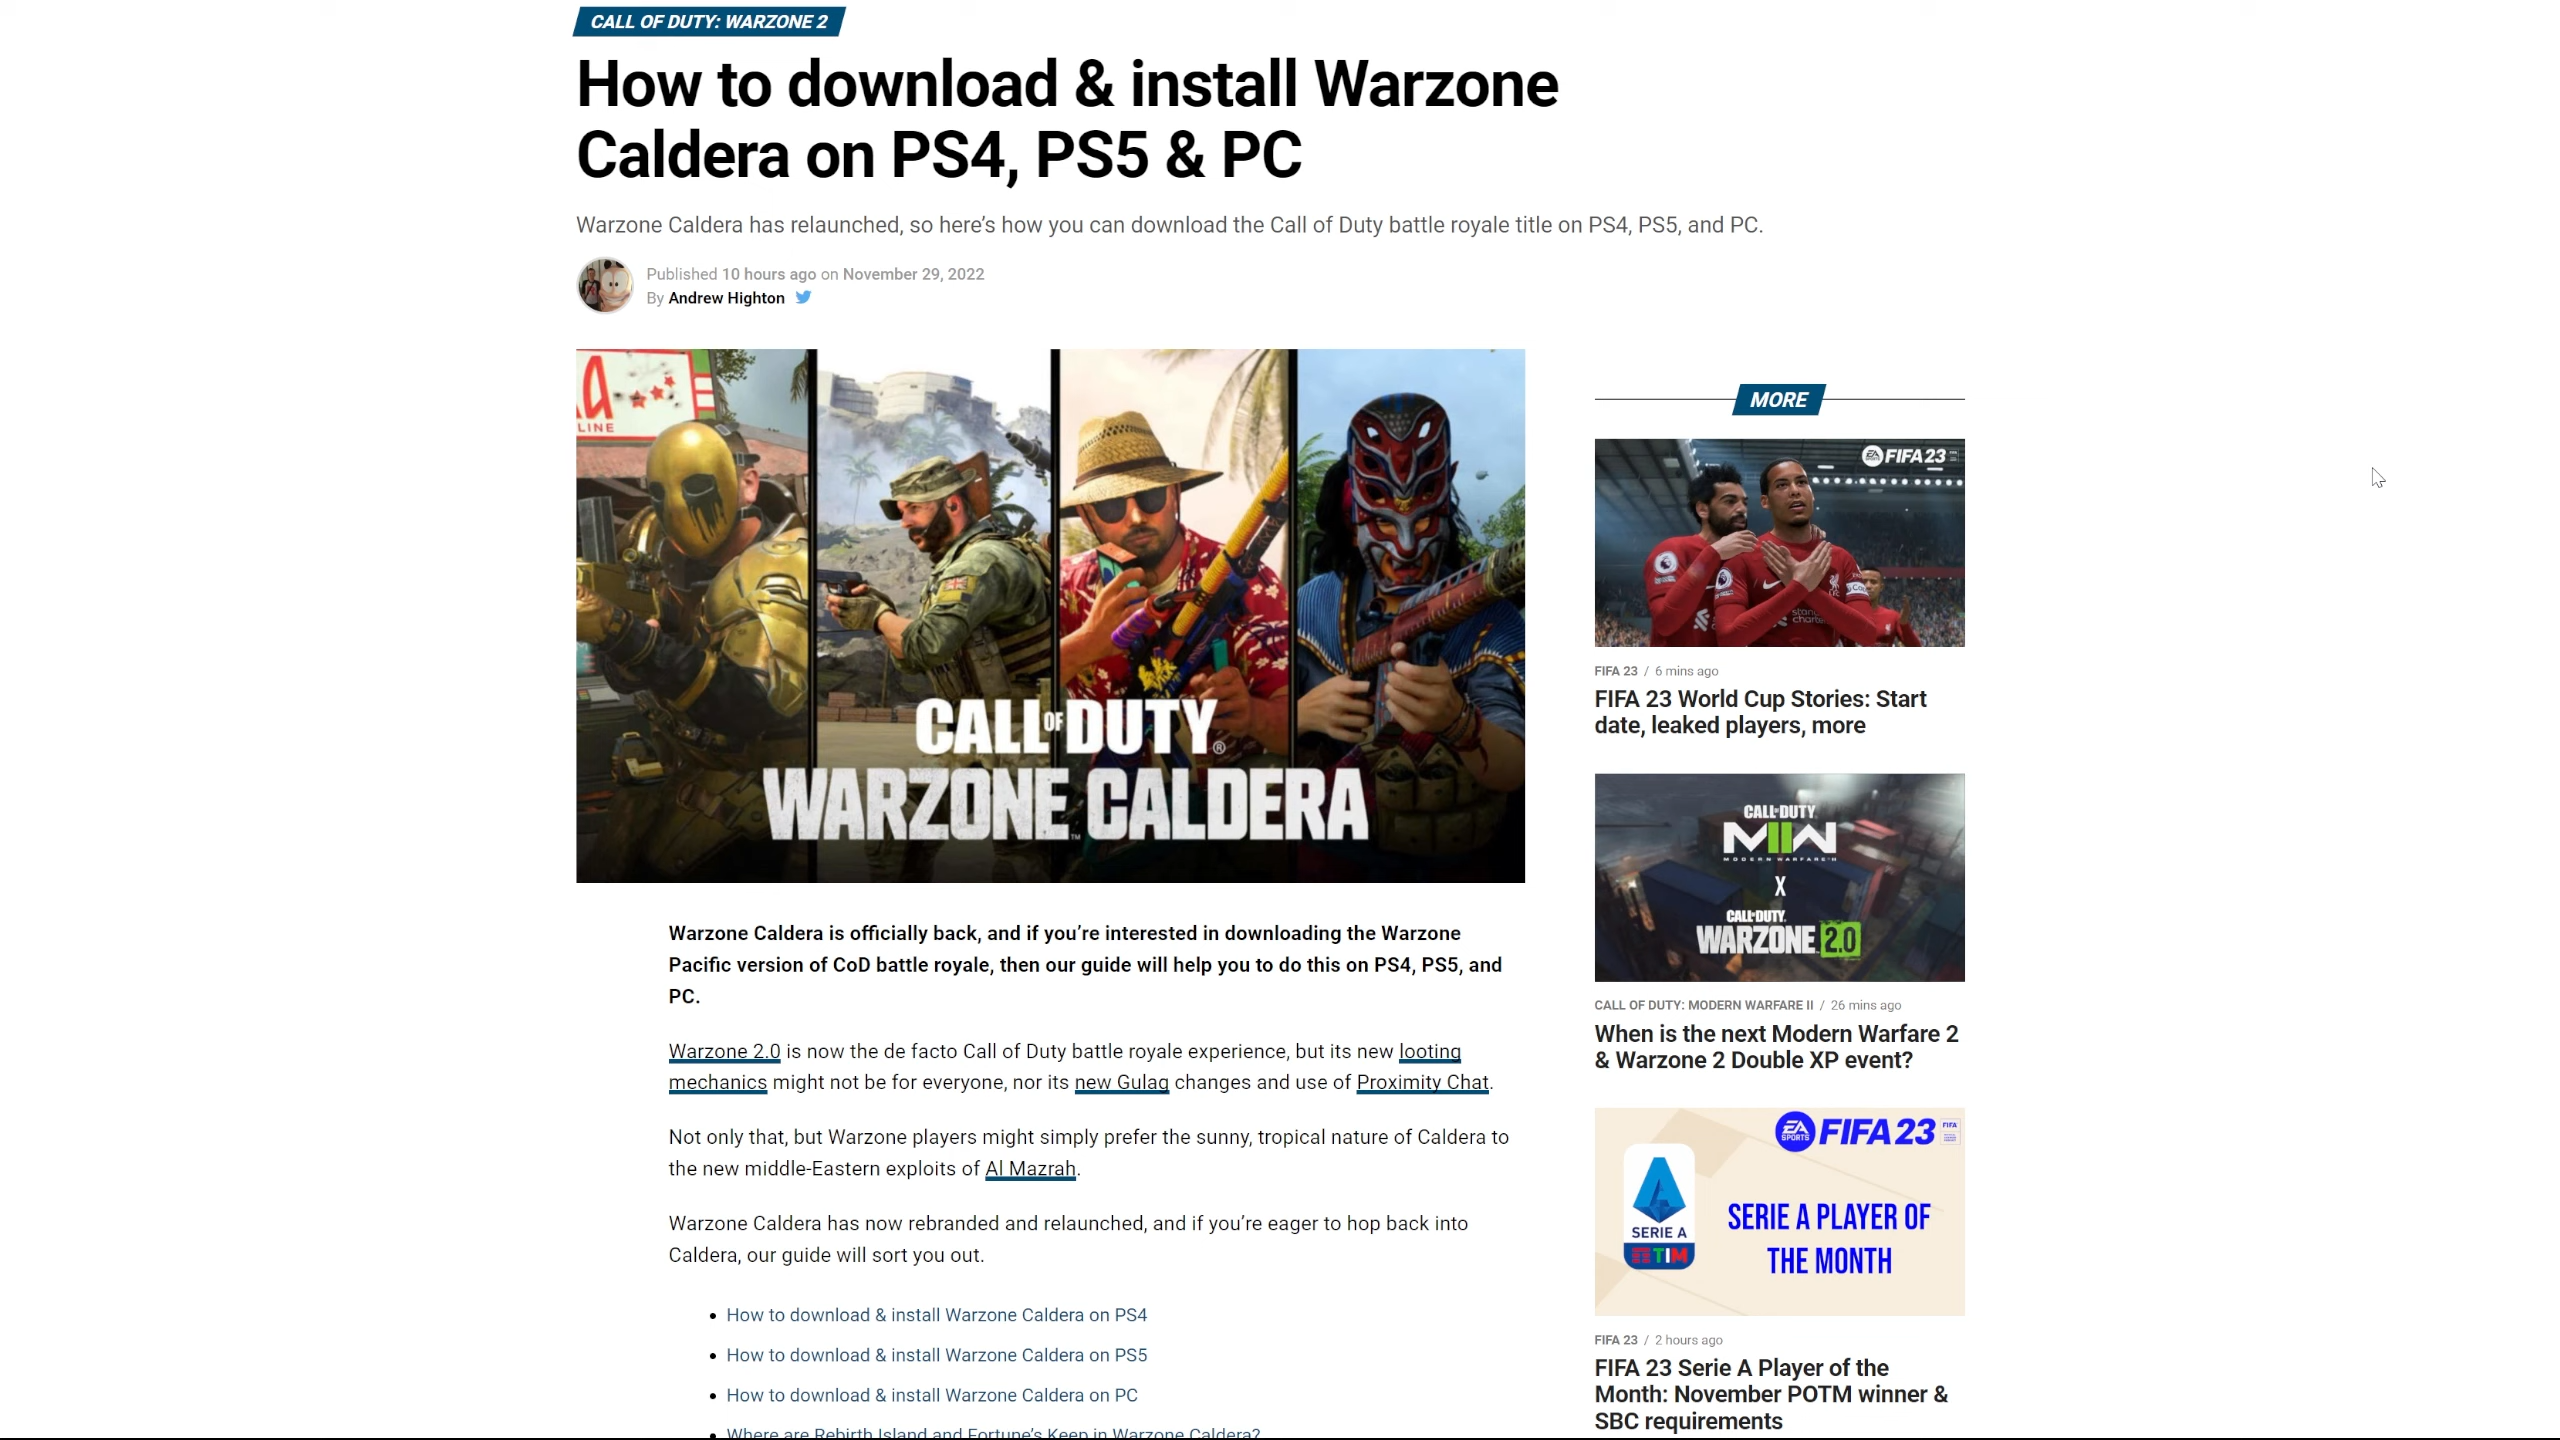 CALL OF DUTY: WARZONE 2
How to download & install Warzone
Caldera on PS4, PS5 & PC
Warzone Caldera has relaunched, so here's how you can download the Call of Duty battle royale title on PS4, PS5, and PC.
Published 10 hours ago on November 29, 2022
By Andrew Highton
a
LINE
CALL OF DUTY®
WARZONE™ CALDERA
Warzone Caldera is officially back, and if you're interested in downloading the Warzone
Pacific version of CoD battle royale, then our guide will help you to do this on PS4, PS5, and
PC.
Warzone 2.0 is now the de facto Call of Duty battle royale experience, but its new looting
mechanics might not be for everyone, nor its new Gulag changes and use of Proximity Chat.
Not only that, but Warzone players might simply prefer the sunny, tropical nature of Caldera to
the new middle-Eastern exploits of Al Mazrah.
Warzone Caldera has now rebranded and relaunched, and if you're eager to hop back into
Caldera, our guide will sort you out.
• How to download & install Warzone Caldera on PS4
• How to download & install Warzone Caldera on PS5
• How to download & install Warzone Caldera on PC
• Where are Rebirth Island and Fortune's Keep in Warzone Caldera?
MORE
EA SPORTS FIFA 23
FIFA 23 / 6 mins ago
FIFA 23 World Cup Stories: Start
date, leaked players, more
CALL OF DUTY
MIIW
MODERN WARFARE II
X
CALL OF DUTY
WARZONE 2.0
CALL OF DUTY: MODERN WARFARE II / 26 mins ago
When is the next Modern Warfare 2
& Warzone 2 Double XP event?
EA SPORTS FIFA 23 FIFA
SERIE A
TIM
SERIE A PLAYER OF
THE MONTH
FIFA 23 / 2 hours ago
FIFA 23 Serie A Player of the
Month: November POTM winner &
SBC requirements